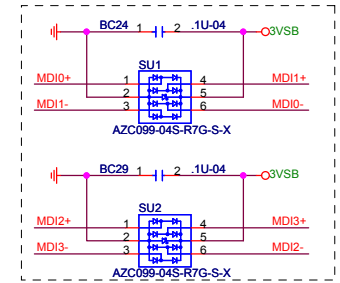 BC24 1 2 .1U-04 3VSB
SU1
MDI0+ 1 4 MDI1+
2 5
MDI1- 3 6 MDI0-
AZC099-04S-R7G-S-X
BC29 1 2 .1U-04 3VSB
SU2
MDI2+ 1 4 MDI3+
2 5
MDI3- 3 6 MDI2-
AZC099-04S-R7G-S-X